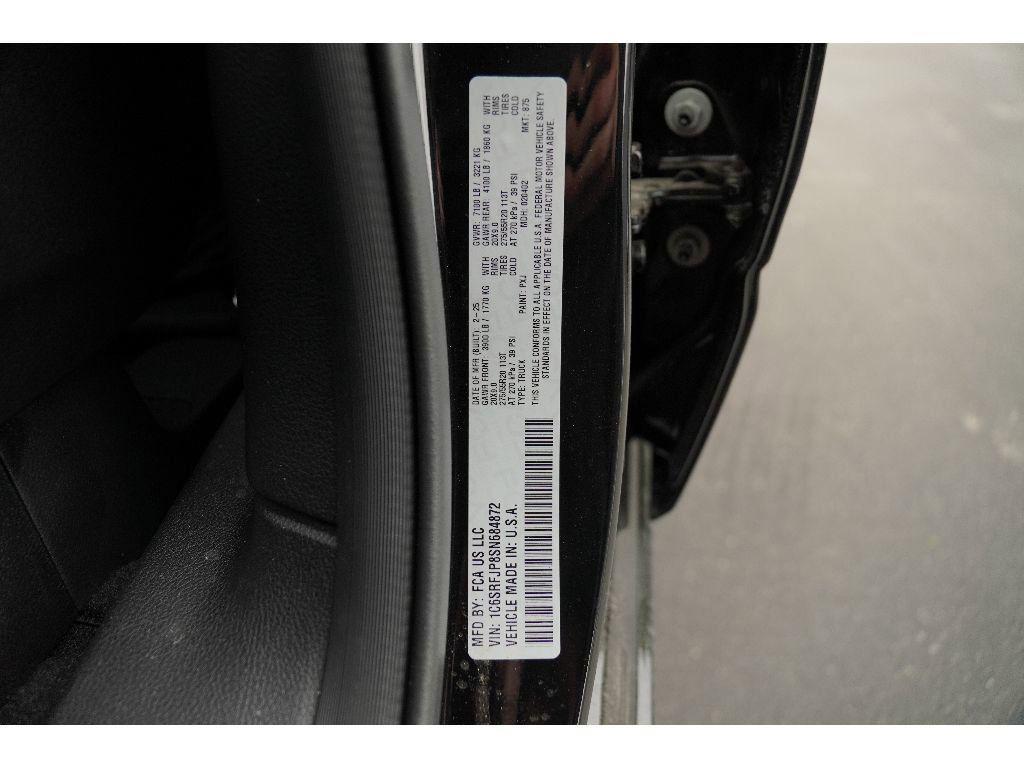 MFD BY: FCA US LLC
VIN: 1C6SRFJP8SN684872
VEHICLE MADE IN: U.S.A.
DATE OF MFR (BUILT): 2-25 GVWR: 7100 LB / 3221 KG
GAWR FRONT: 3900 LB / 1770 KG WITH GAWR REAR: 4100 LB / 1860 KG WITH
20X9.0 RIMS 20X9.0 RIMS
275/55R20 113T TIRES 275/55R20 113T TIRES
AT 270 kPa / 39 PSI COLD AT 270 kPa / 39 PSI COLD
TYPE: TRUCK PAINT: PXJ MDH: 020402 MKT: 875
THIS VEHICLE CONFORMS TO ALL APPLICABLE U.S.A. FEDERAL MOTOR VEHICLE SAFETY
STANDARDS IN EFFECT ON THE DATE OF MANUFACTURE SHOWN ABOVE.